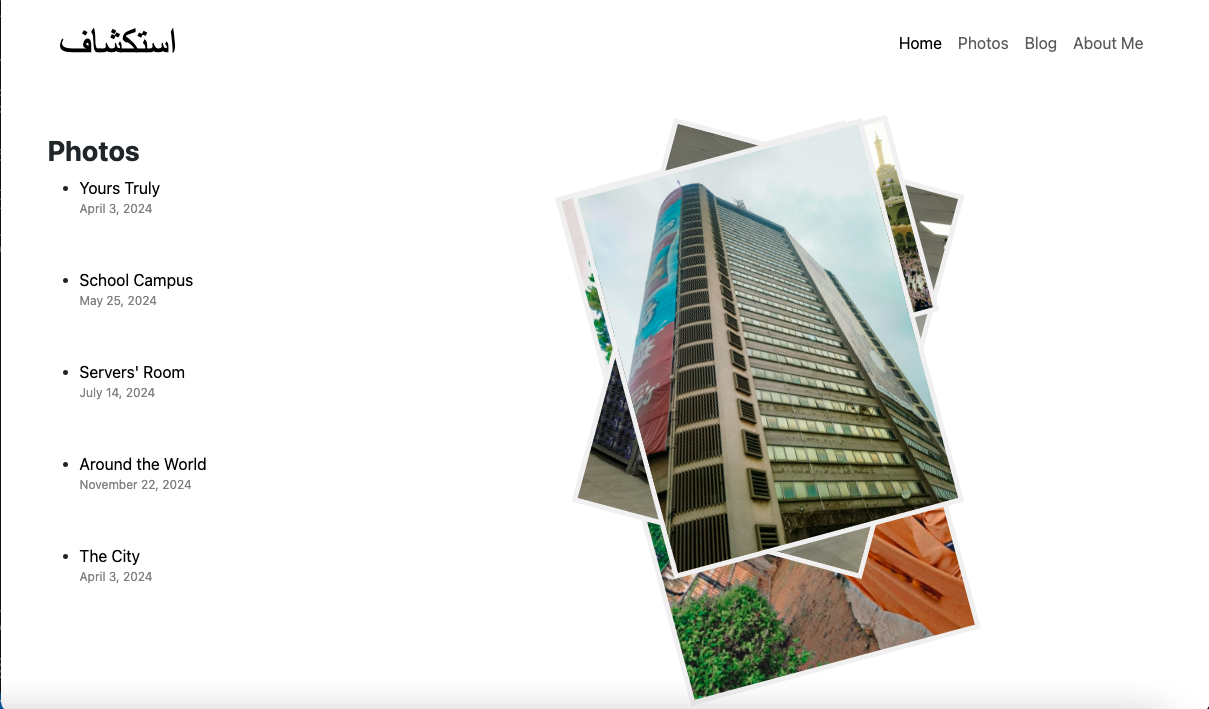 استكشاف
Home
Photos
Blog
About Me
Photos
Yours Truly
April 3, 2024
School Campus
May 25, 2024
Servers' Room
July 14, 2024
Around the World
November 22, 2024
The City
April 3, 2024